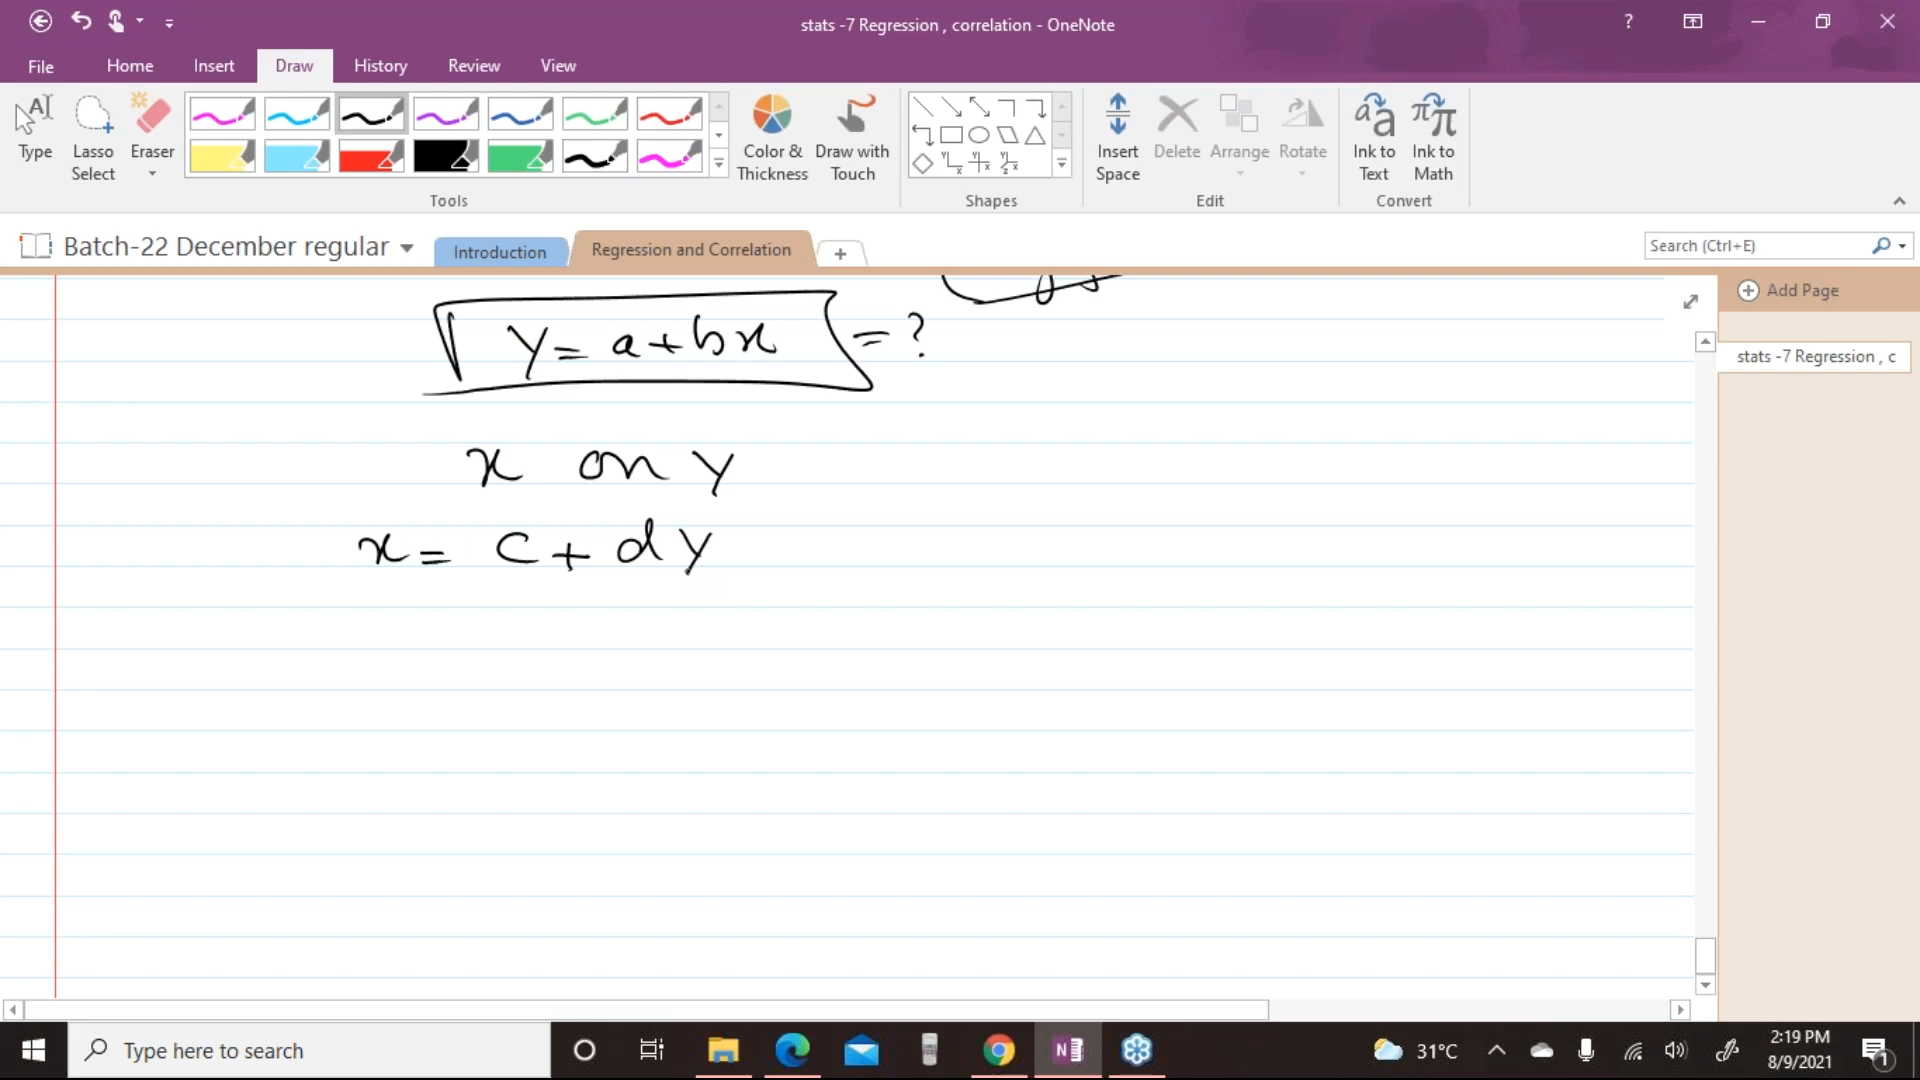 stats -7 Regression , correlation - OneNote
?
File Home Insert Draw History Review View
Type
Lasso Select
Eraser
Color & Thickness
Draw with Touch
Insert Space
Delete
Arrange
Rotate
Ink to Text
Ink to Math
Tools
Shapes
Edit
Convert
Batch-22 December regular
Introduction
Regression and Correlation
Search (Ctrl+E)
Add Page
stats -7 Regression , c
y = a + bx = ?
x on y
x = c + dy
Type here to search
31°C
2:19 PM
8/9/2021
1